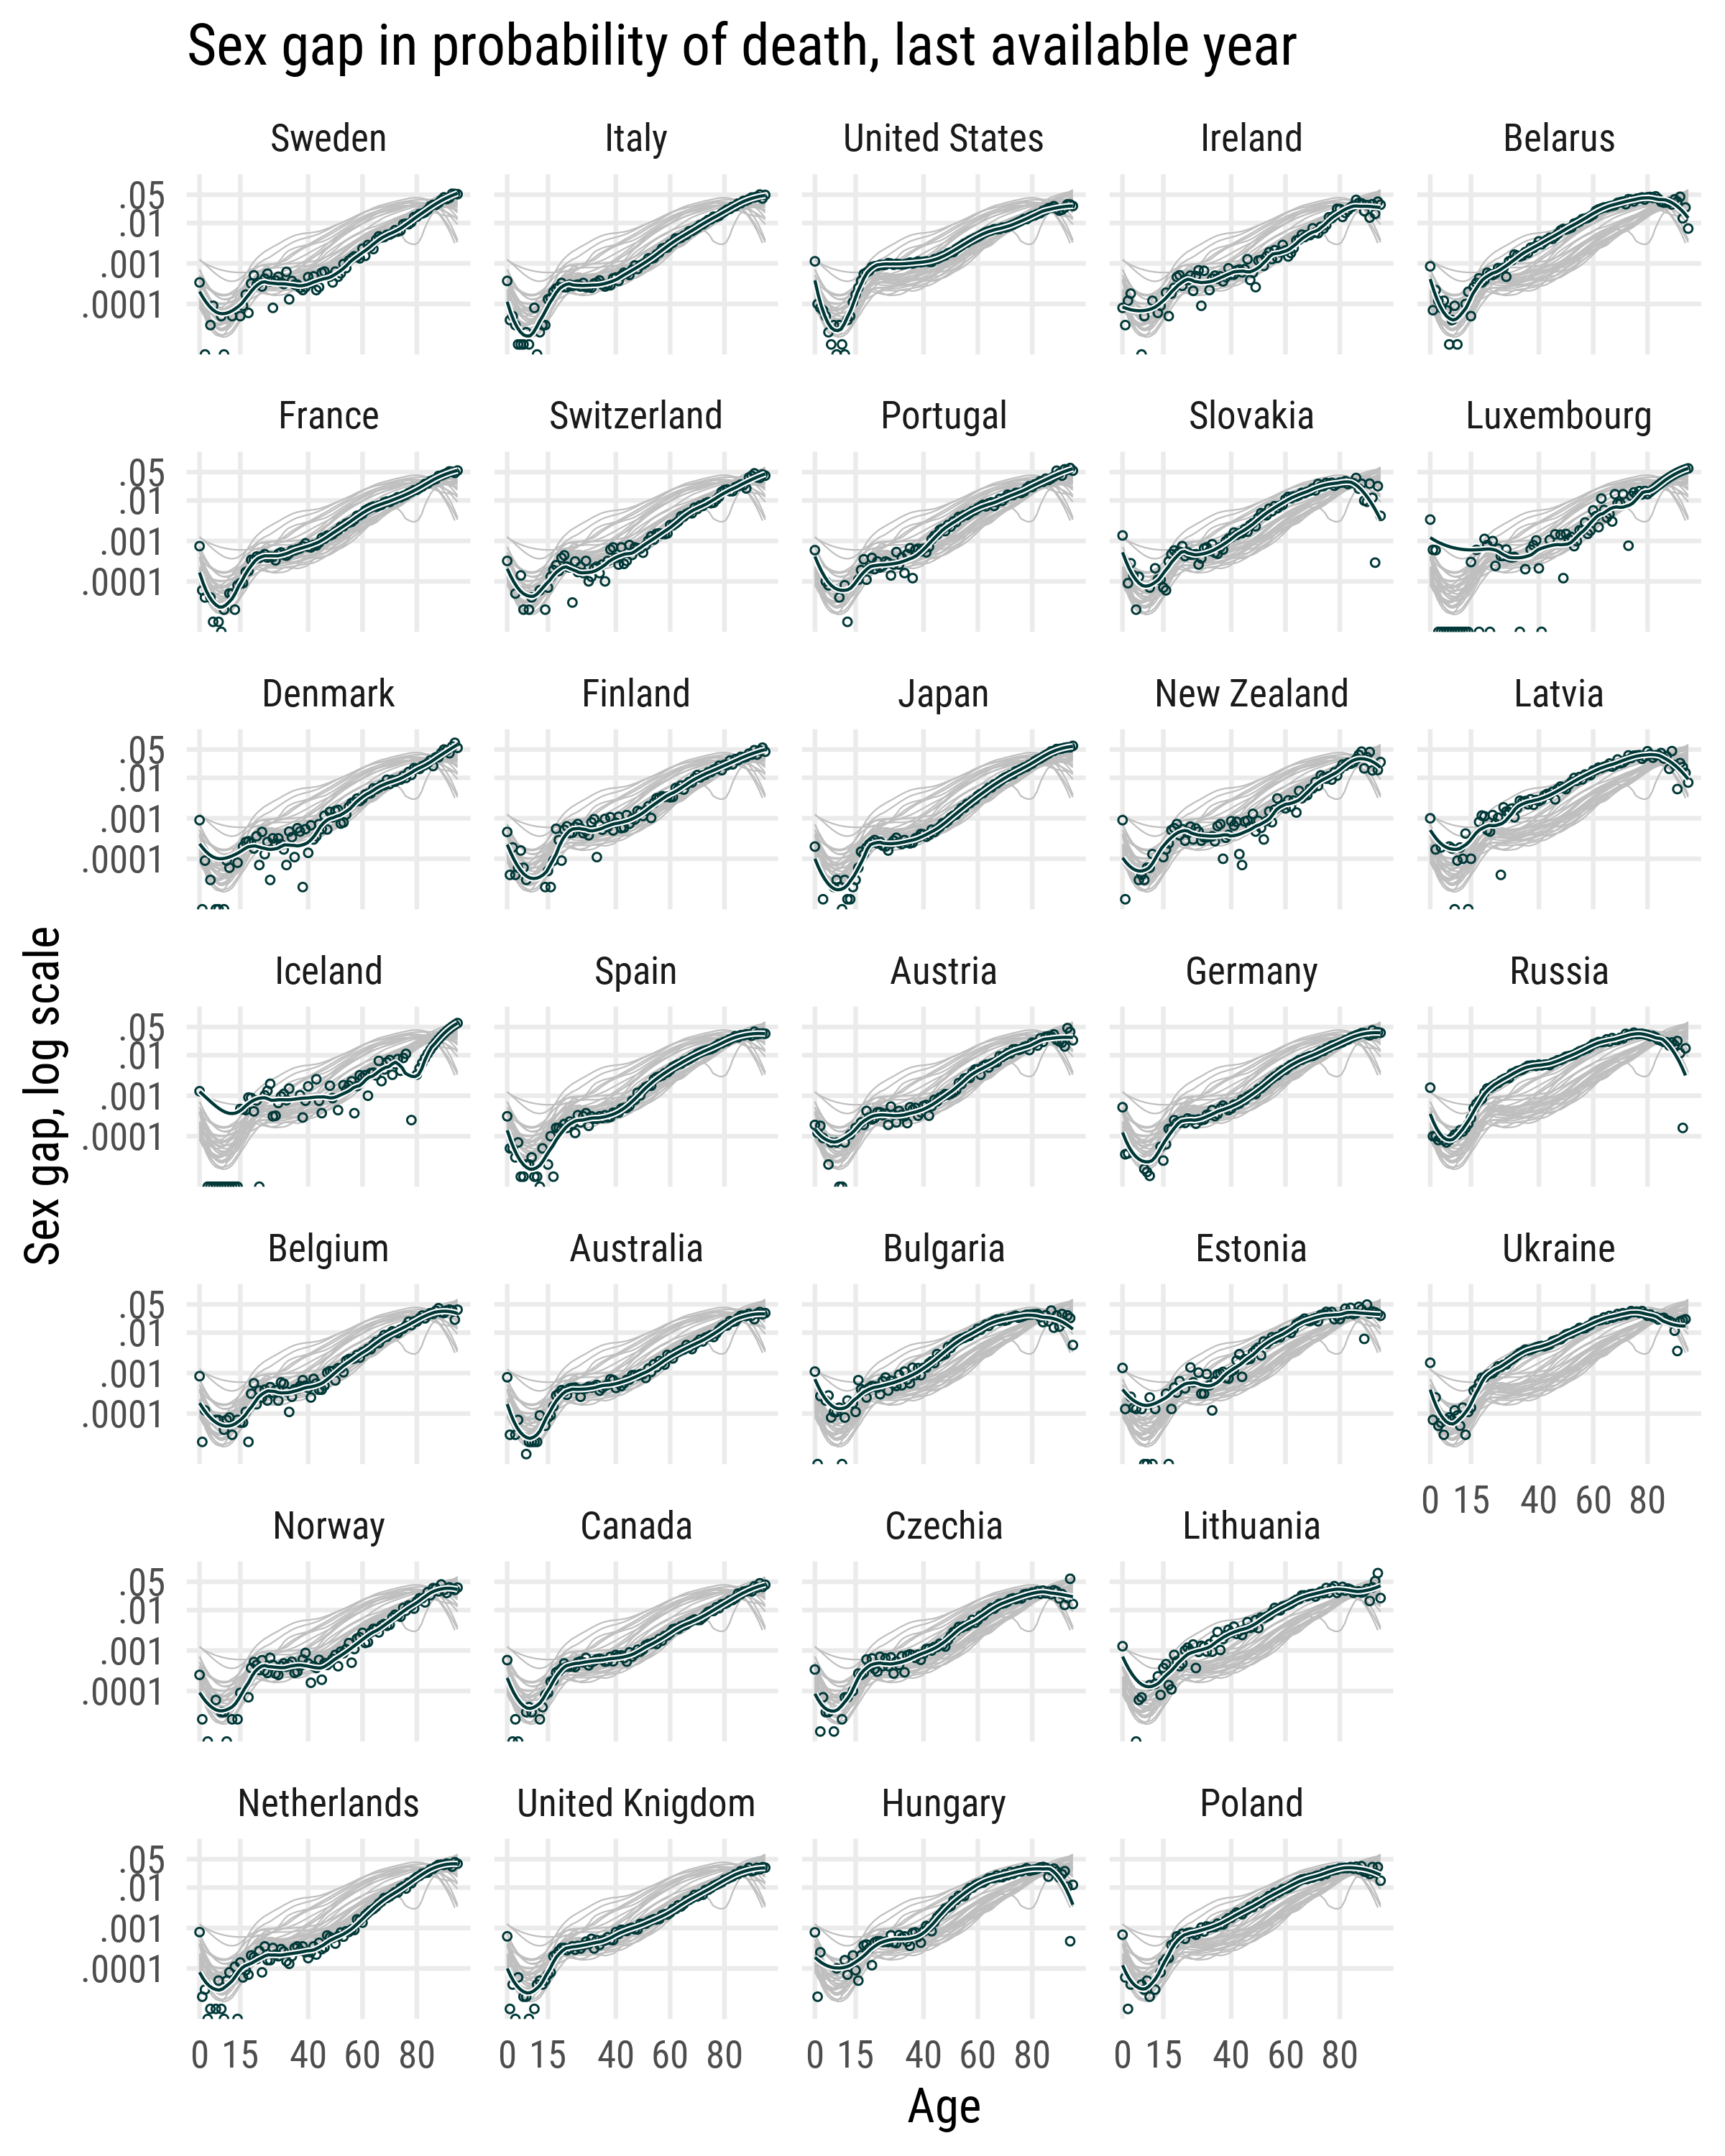 Sex gap in probability of death, last available year
Sweden Italy United States Ireland Belarus
.05
.01
.001
.0001
France Switzerland Portugal Slovakia Luxembourg
.05
.01
.001
.0001
Denmark Finland Japan New Zealand Latvia
.05
.01
.001
.0001
Sex gap, log scale
Iceland Spain Austria Germany Russia
.05
.01
.001
.0001
Belgium Australia Bulgaria Estonia Ukraine
.05
.01
.001
.0001
0 15 40 60 80
Norway Canada Czechia Lithuania
.05
.01
.001
.0001
Netherlands United Knigdom Hungary Poland
.05
.01
.001
.0001
0 15 40 60 80 0 15 40 60 80 0 15 40 60 80 0 15 40 60 80
Age